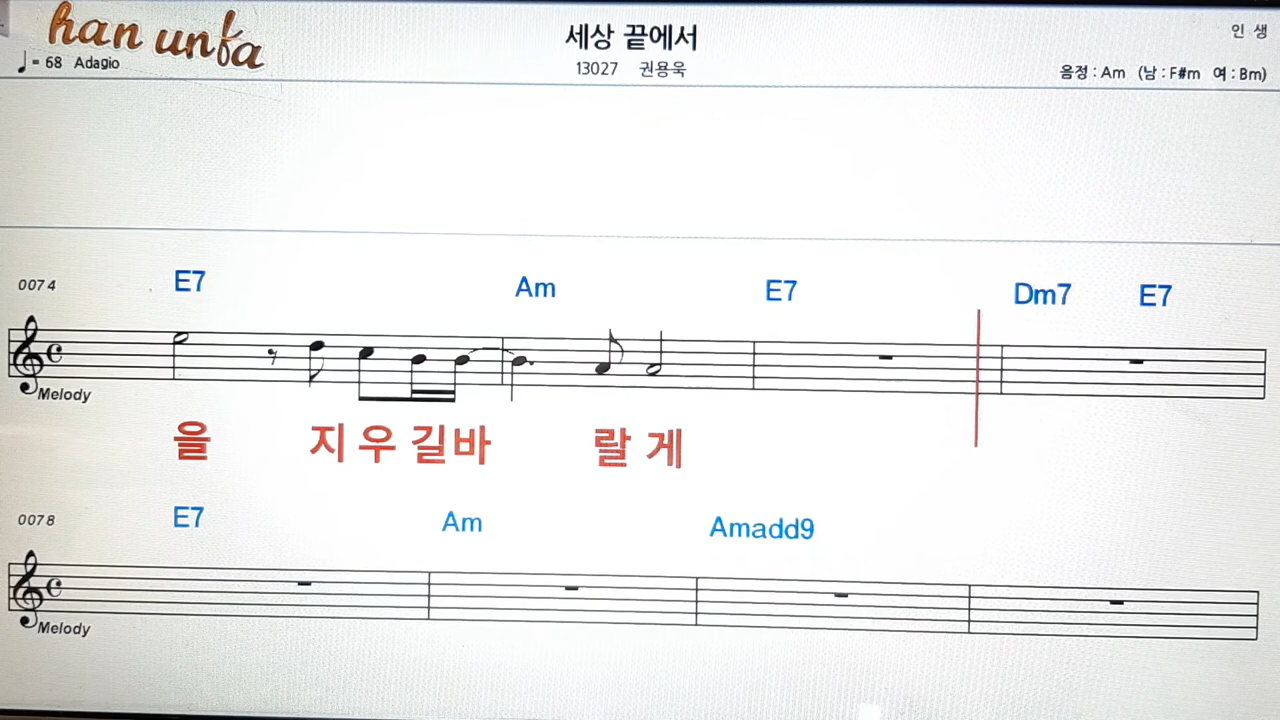 han unfa
세상 끝에서
인 생
♩= 68 Adagio
13027 권용욱
음정 : Am (남 : F#m 여 : Bm)
0074 E7 Am E7 Dm7 E7
Melody
을 지 우 길 바 랄 게
0078 E7 Am Amadd9
Melody